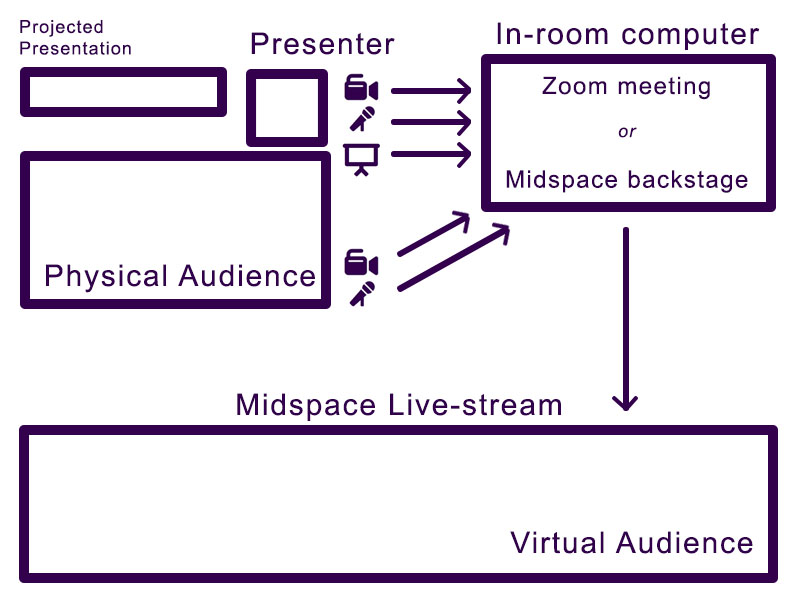 Projected
Presentation
Presenter
In-room computer
Zoom meeting
or
Midspace backstage
Physical Audience
Midspace Live-stream
Virtual Audience